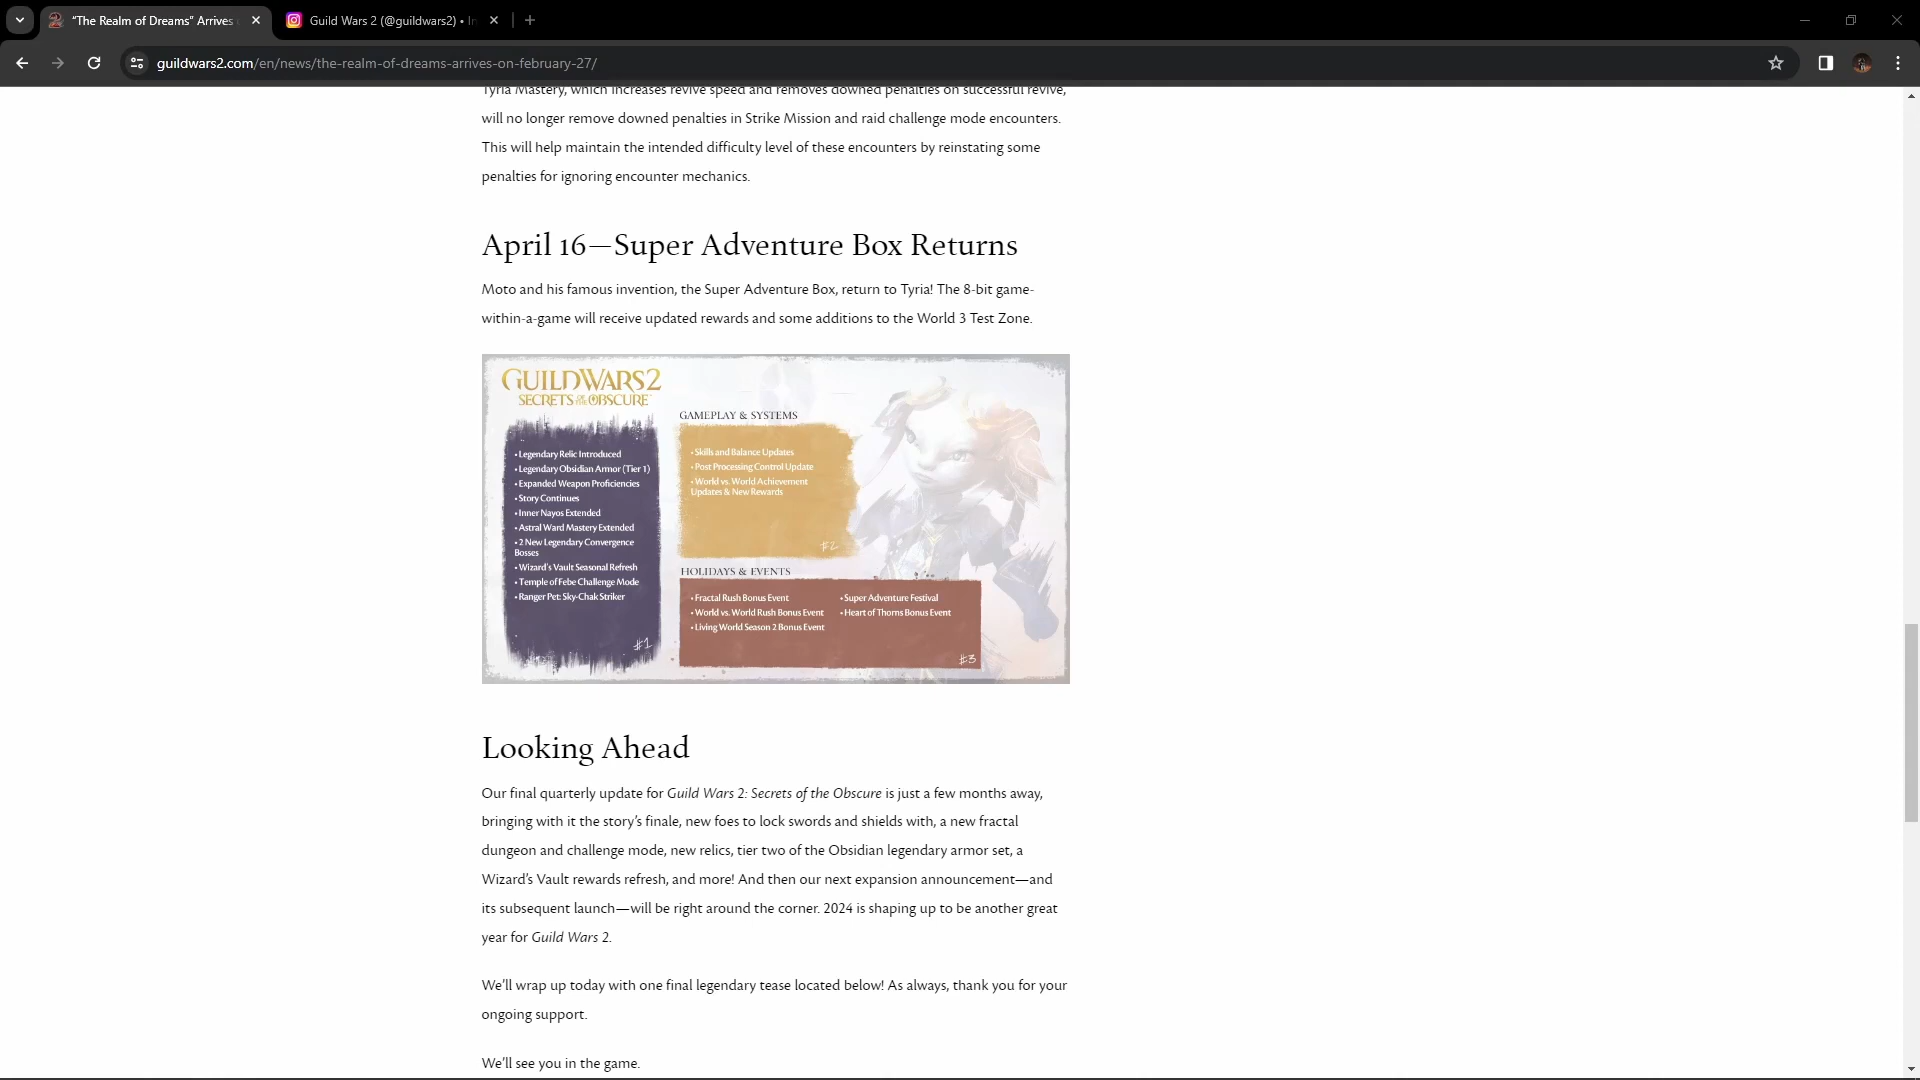 "The Realm of Dreams" Arrives
Guild Wars 2 (@guildwars2) • In
guildwars2.com/en/news/the-realm-of-dreams-arrives-on-february-27/
Tyria Mastery, which increases revive speed and removes downed penalties on successful revive,
will no longer remove downed penalties in Strike Mission and raid challenge mode encounters.
This will help maintain the intended difficulty level of these encounters by reinstating some
penalties for ignoring encounter mechanics.
April 16—Super Adventure Box Returns
Moto and his famous invention, the Super Adventure Box, return to Tyria! The 8-bit game-
within-a-game will receive updated rewards and some additions to the World 3 Test Zone.
GUILD WARS 2
SECRETS OF THE OBSCURE
• Legendary Relic Introduced
• Legendary Obsidian Armor (Tier 1)
• Expanded Weapon Proficiencies
• Story Continues
• Inner Nayos Extended
• Astral Ward Mastery Extended
• 2 New Legendary Convergence
Bosses
• Wizard's Vault Seasonal Refresh
• Temple of Febe Challenge Mode
• Ranger Pet: Sky-Chak Striker
#1
GAMEPLAY & SYSTEMS
• Skills and Balance Updates
• Post Processing Control Update
• World vs. World Achievement
Updates & New Rewards
#2
HOLIDAYS & EVENTS
• Fractal Rush Bonus Event
• World vs. World Rush Bonus Event
• Living World Season 2 Bonus Event
• Super Adventure Festival
• Heart of Thorns Bonus Event
#3
Looking Ahead
Our final quarterly update for Guild Wars 2: Secrets of the Obscure is just a few months away,
bringing with it the story's finale, new foes to lock swords and shields with, a new fractal
dungeon and challenge mode, new relics, tier two of the Obsidian legendary armor set, a
Wizard's Vault rewards refresh, and more! And then our next expansion announcement—and
its subsequent launch—will be right around the corner. 2024 is shaping up to be another great
year for Guild Wars 2.
We'll wrap up today with one final legendary tease located below! As always, thank you for your
ongoing support.
We'll see you in the game.